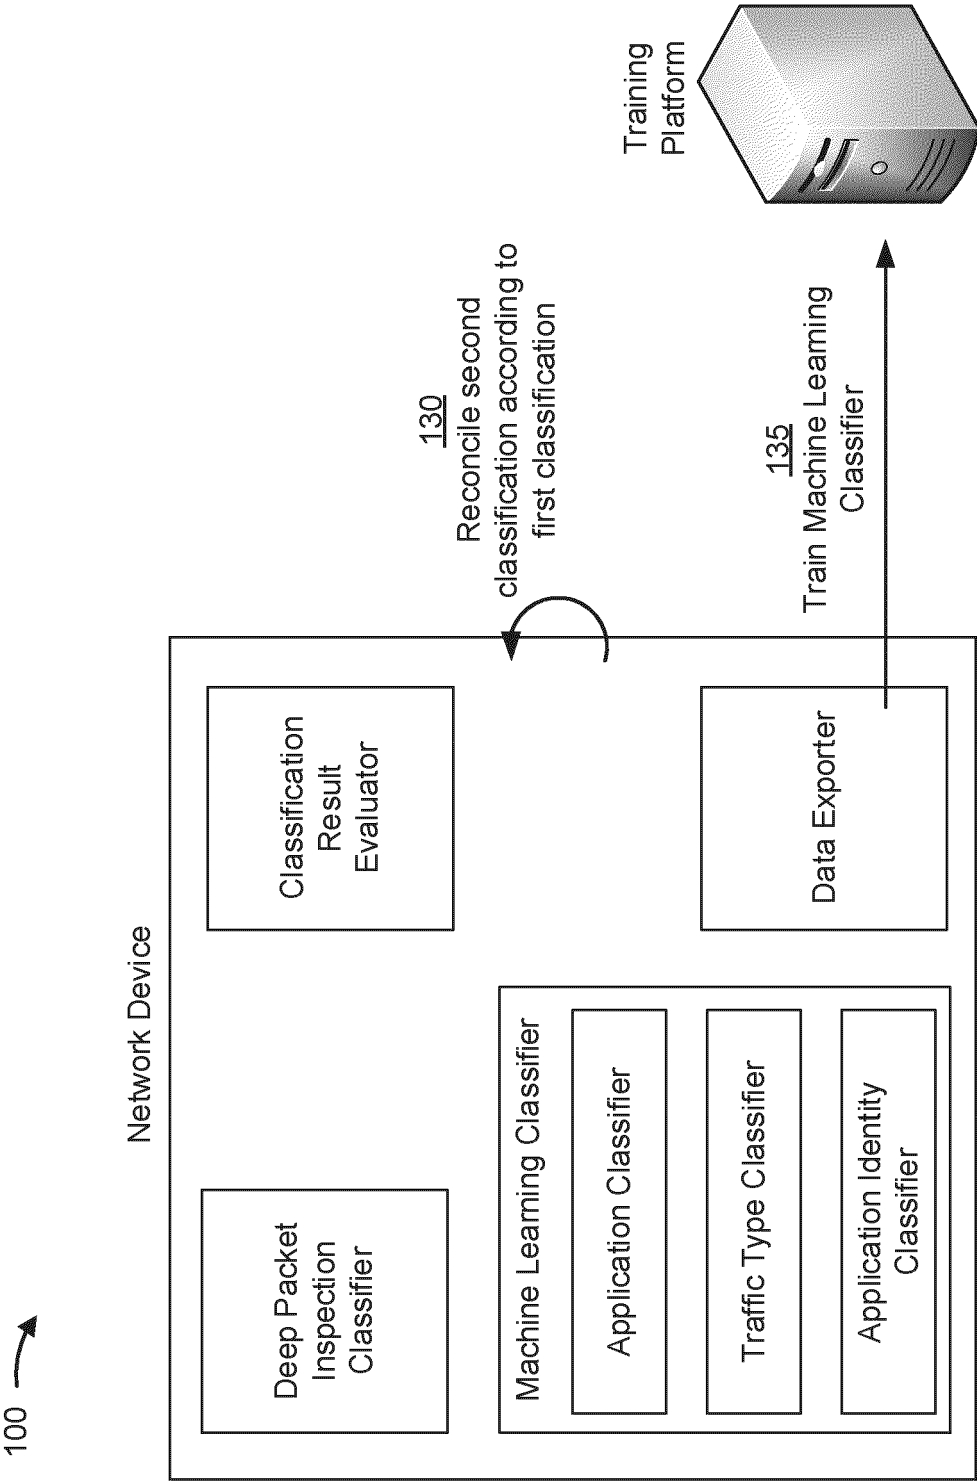 100
Network Device
Deep Packet
Inspection
Classifier
Classification
Result
Evaluator
130
Reconcile second
classification according to
first classification
Machine Learning Classifier
Application Classifier
Traffic Type Classifier
Application Identity
Classifier
Data Exporter
135
Train Machine Learning
Classifier
Training
Platform